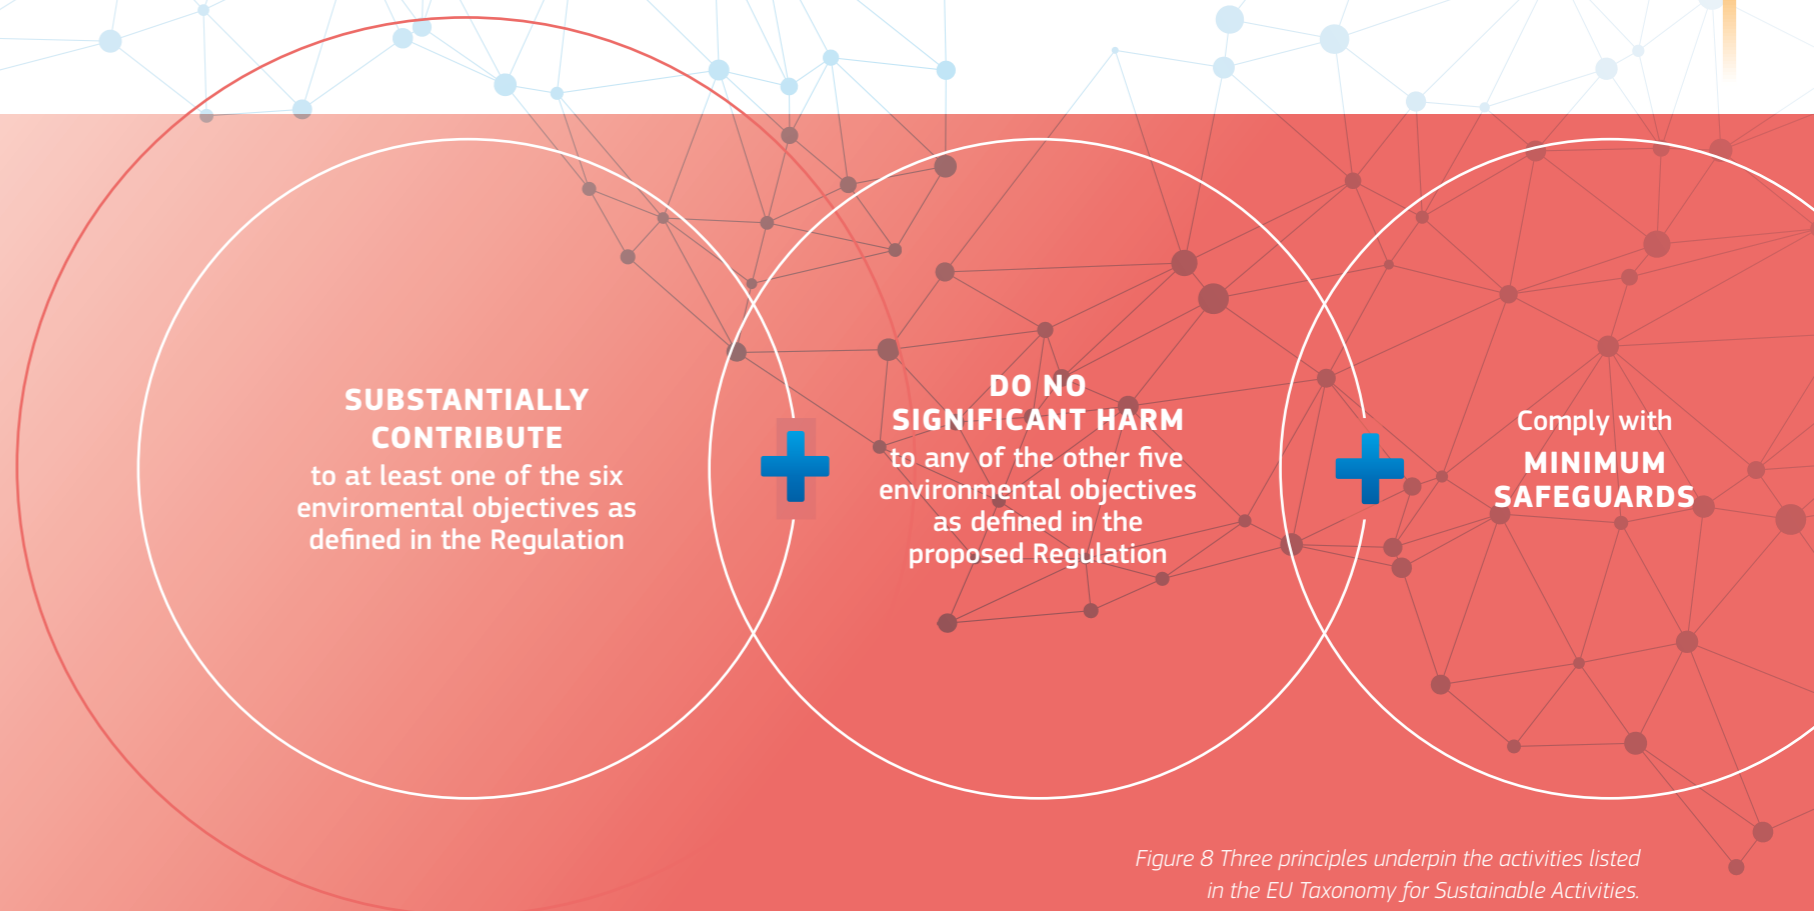 SUBSTANTIALLY
CONTRIBUTE
to at least one of the six
enviromental objectives as
defined in the Regulation
DO NO
SIGNIFICANT HARM
to any of the other five
environmental objectives
as defined in the
proposed Regulation
Comply with
MINIMUM
SAFEGUARDS
Figure 8 Three principles underpin the activities listed
in the EU Taxonomy for Sustainable Activities.